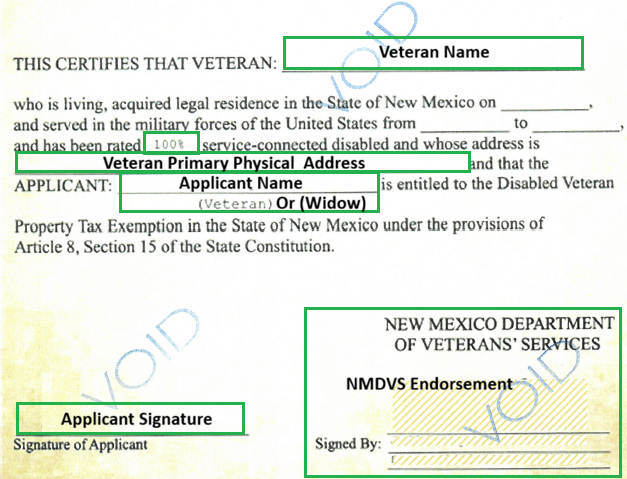 VOID
Veteran Name
THIS CERTIFIES THAT VETERAN:
who is living, acquired legal residence in the State of New Mexico on __________,
and served in the military forces of the United States from __________ to __________,
and has been rated 100% service-connected disabled and whose address is
Veteran Primary Physical Address and that the
APPLICANT: Applicant Name is entitled to the Disabled Veteran
(Veteran) Or (Widow)
Property Tax Exemption in the State of New Mexico under the provisions of
Article 8, Section 15 of the State Constitution.
VOID
NEW MEXICO DEPARTMENT
OF VETERANS' SERVICES
VOID
NMDVS Endorsement
Applicant Signature
Signature of Applicant
Signed By: